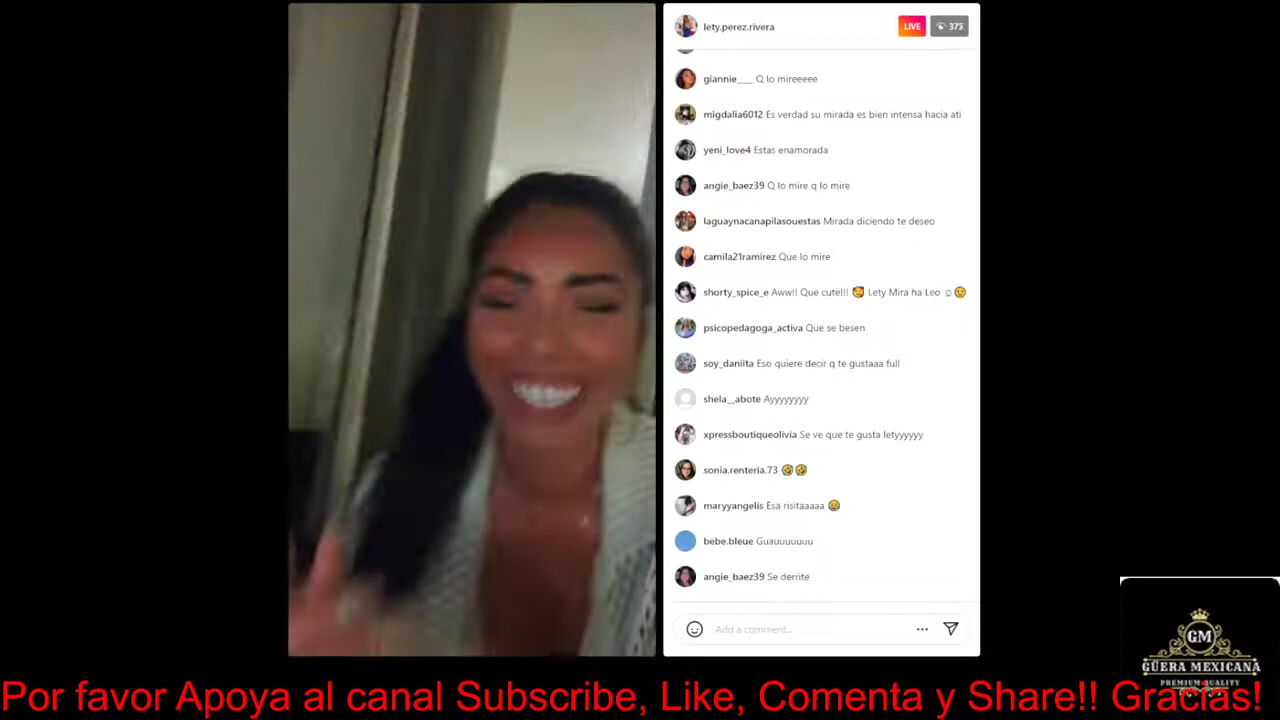 lety.perez.rivera LIVE 375
giannie___ Q lo mireeeee
migdalia6012 Es verdad su mirada es bien intensa hacia ati
yeni_love4 Estas enamorada
angie_baez39 Q lo mire q lo mire
laguaynacanapilasouestas Mirada diciendo te deseo
camila21ramirez Que lo mire
shorty_spice_e Aww!! Que cute!!! 🥰 Lety Mira ha Leo ☺😉
psicopedagoga_activa Que se besen
soy_daniita Eso quiere decir q te gustaaa full
shela__abote Ayyyyyyyy
xpressboutiqueolivia Se ve que te gusta letyyyyyy
sonia.renteria.73 🤣🤣
maryyangelis Esa risitaaaaa 😂
bebe.bleue Guauuuuuuu
angie_baez39 Se derrite
Add a comment...
GM
GÜERA MEXICANA
PREMIUM QUALITY
Por favor Apoya al canal Subscribe, Like, Comenta y Share!! Gracias!